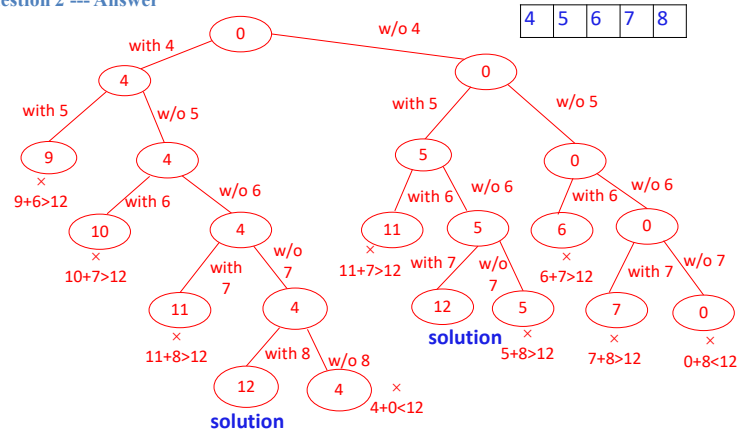 estion 2 --- Answer
4 5 6 7 8
0
with 4
w/o 4
4
0
with 5
w/o 5
with 5
w/o 5
9
4
5
0
×
9+6>12
with 6
w/o 6
with 6
w/o 6
with 6
w/o 6
10
4
11
5
6
0
×
10+7>12
×
11+7>12
×
6+7>12
with
7
w/o
7
with 7
w/o
7
with 7
w/o 7
11
4
12
5
7
0
×
11+8>12
solution
×
5+8>12
×
7+8>12
×
0+8<12
with 8
w/o 8
12
4
×
4+0<12
solution